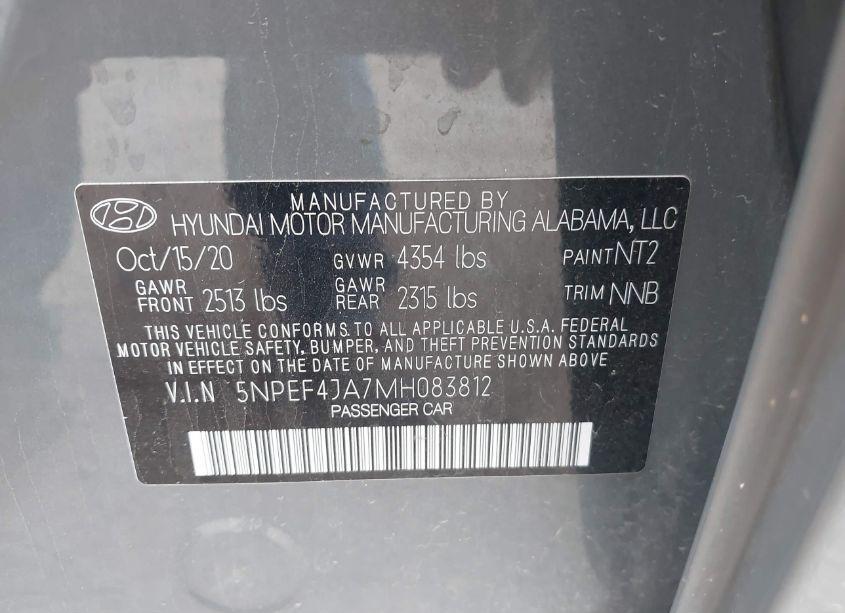 MANUFACTURED BY
HYUNDAI MOTOR MANUFACTURING ALABAMA, LLC
Oct/15/20 GVWR 4354 lbs PAINT NT2
GAWR FRONT 2513 lbs GAWR REAR 2315 lbs TRIM NNB
THIS VEHICLE CONFORMS TO ALL APPLICABLE U.S.A. FEDERAL
MOTOR VEHICLE SAFETY, BUMPER, AND THEFT PREVENTION STANDARDS
IN EFFECT ON THE DATE OF MANUFACTURE SHOWN ABOVE
V.I.N 5NPEF4JA7MH083812
PASSENGER CAR